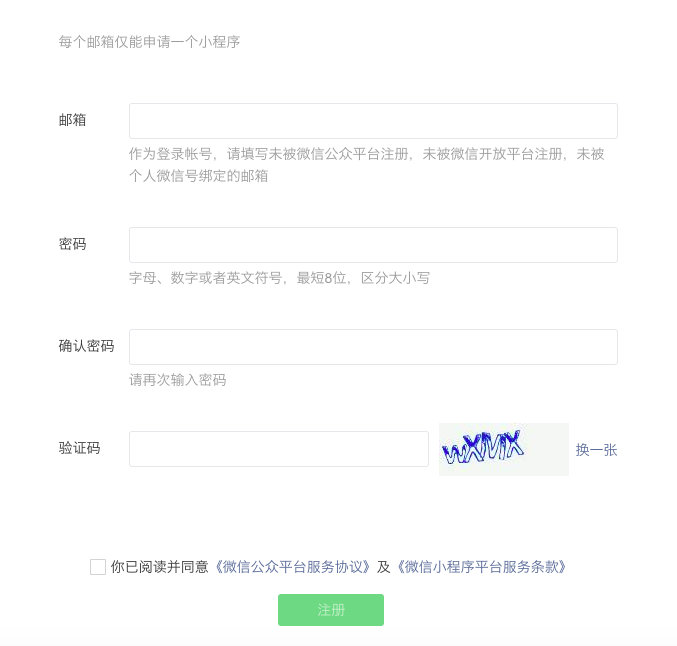 每个邮箱仅能申请一个小程序
邮箱
作为登录帐号，请填写未被微信公众平台注册，未被微信开放平台注册，未被
个人微信号绑定的邮箱
密码
字母、数字或者英文符号，最短8位，区分大小写
确认密码
请再次输入密码
验证码
换一张
你已阅读并同意《微信公众平台服务协议》及《微信小程序平台服务条款》
注册